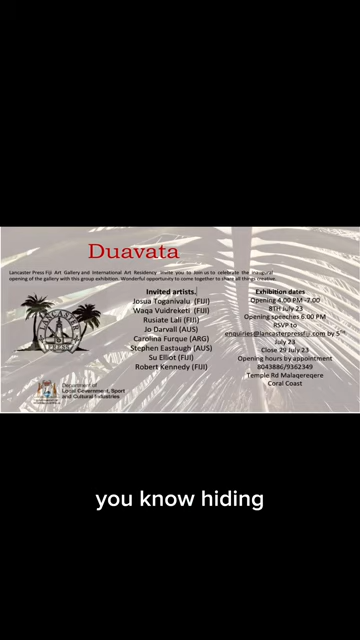 Duavata
Lancaster Press Fiji Art Gallery and International Art Residency invite you to Join us to celebrate the inaugural
opening of the gallery with this group exhibition. Wonderful opportunity to come together to share all things creative.
Invited artists.
Josua Toganivalu (FIJI)
Waqa Vuidreketi (FIJI)
Rusiate Lali (FIJI)
Jo Darvall (AUS)
Carolina Furque (ARG)
Stephen Eastaugh (AUS)
Su Elliot (FIJI)
Robert Kennedy (FIJI)
Exhibition dates
Opening 4.00 PM -7.00
8TH July 23
Opening speeches 6.00 PM
RSVP to
enquiries@lancasterpressfiji.com by 5th
July 23
Close 29 July 23
Opening hours by appointment
8043886/9362349
Temple Rd Malaqereqere
Coral Coast
LANCASTER
PRESS
Department of
Local Government, Sport
and Cultural Industries
you know hiding